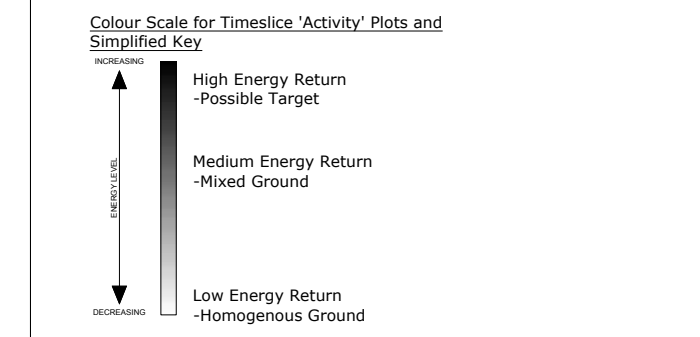 Colour Scale for Timeslice 'Activity' Plots and
Simplified Key
INCREASING
High Energy Return
-Possible Target
Medium Energy Return
-Mixed Ground
ENERGY LEVEL
Low Energy Return
-Homogenous Ground
DECREASING